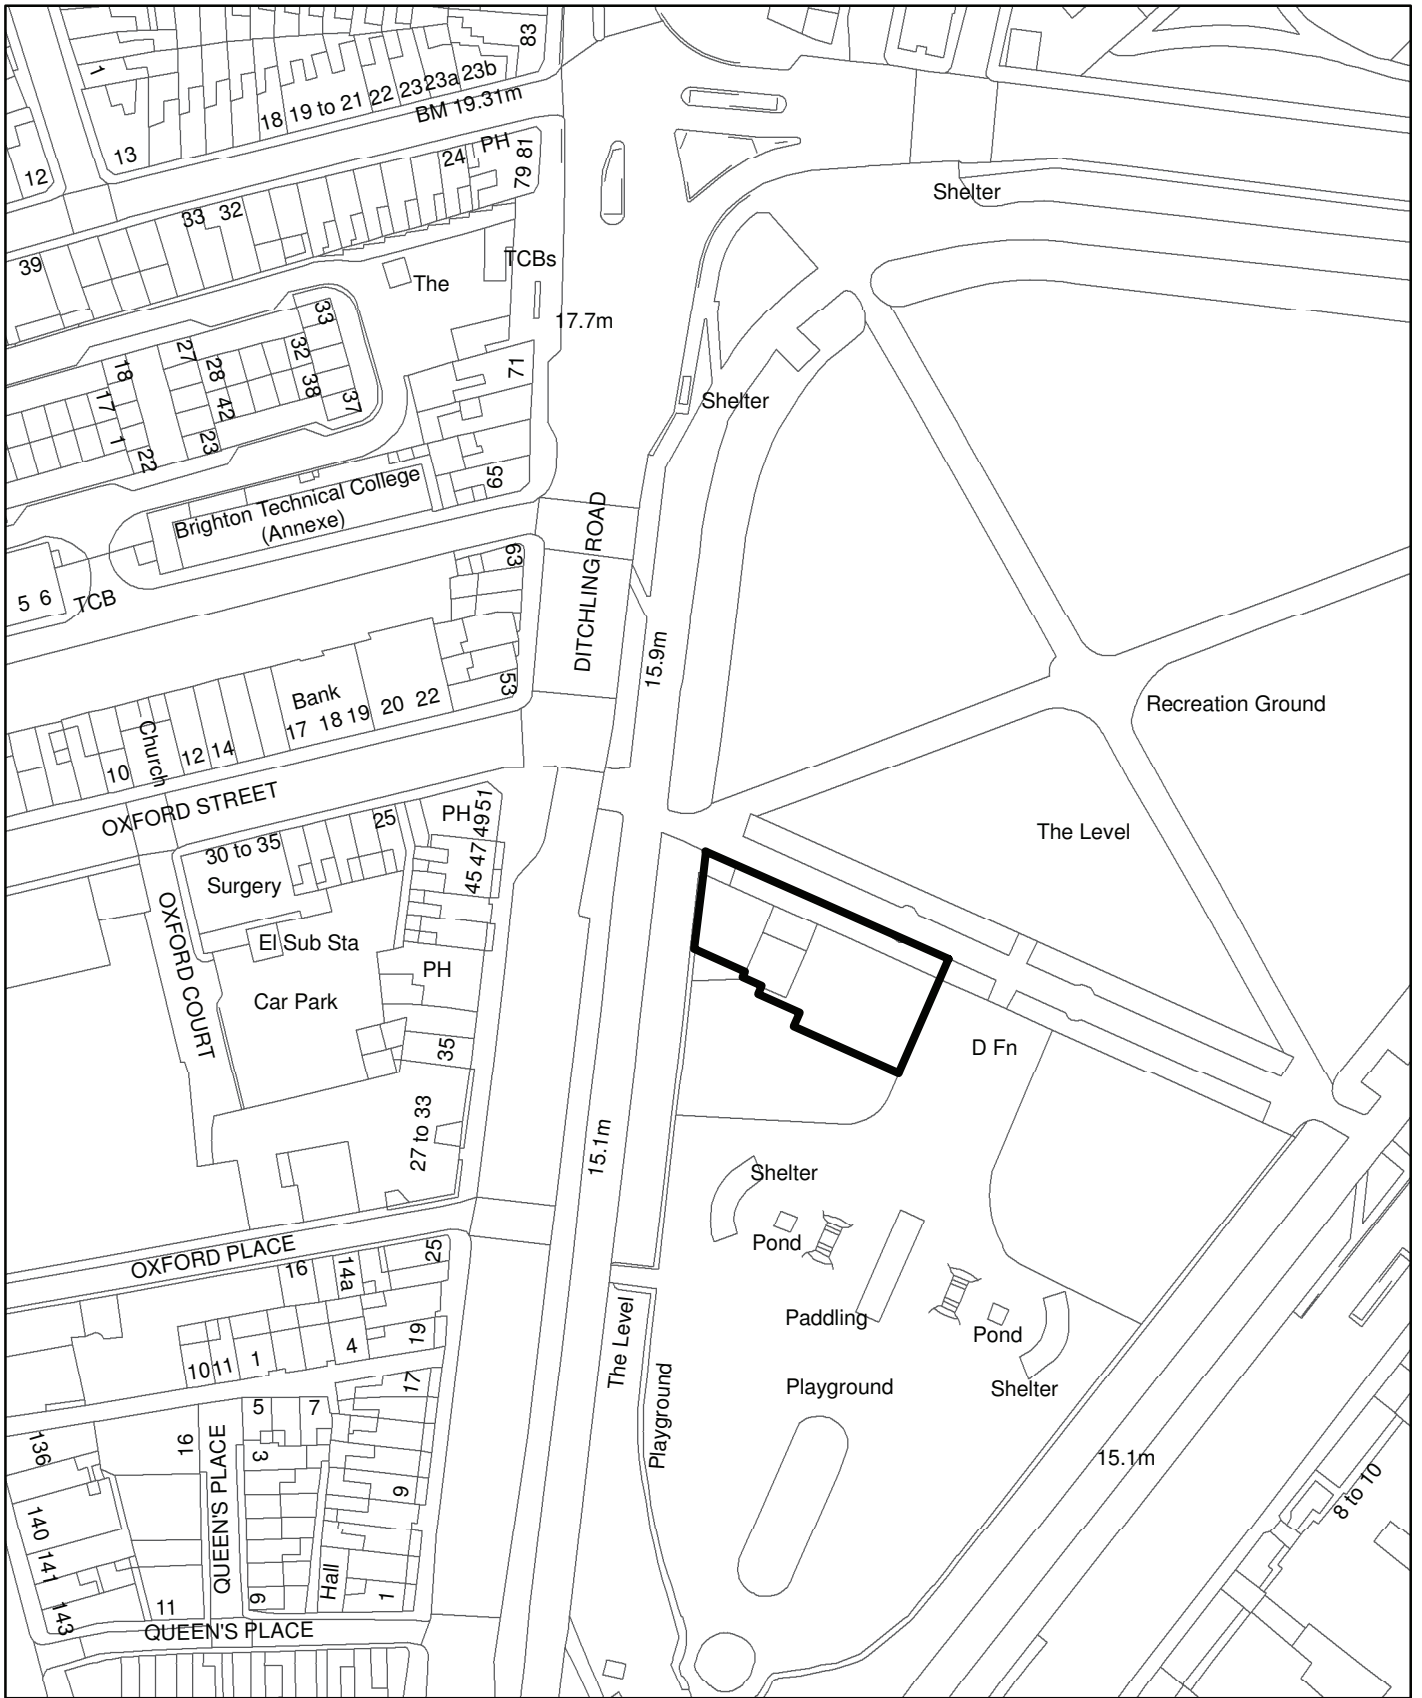 83
1
18 19 to 21 22 23 23a 23b
BM 19.31m
13
12
24 PH
79 81
33 32
39
Shelter
TCBs
The
17.7m
33
27
28
32
18
38
42
17
37
1
23
22
71
Shelter
65
Brighton Technical College
(Annexe)
63
5 6
TCB
DITCHLING ROAD
15.9m
53
Bank
17 18 19 20 22
Church
10
12 14
Recreation Ground
OXFORD STREET
25
PH
45 47 49 51
30 to 35
Surgery
The Level
OXFORD COURT
El Sub Sta
PH
Car Park
35
D Fn
27 to 33
15.1m
Shelter
Pond
OXFORD PLACE
16
14a
25
Paddling
Pond
The Level
19
10 11 1
4
17
Playground
Playground
Shelter
5
7
136
16
3
QUEEN'S PLACE
9
15.1m
8 to 10
140
141
143
11
9
Hall
1
QUEEN'S PLACE